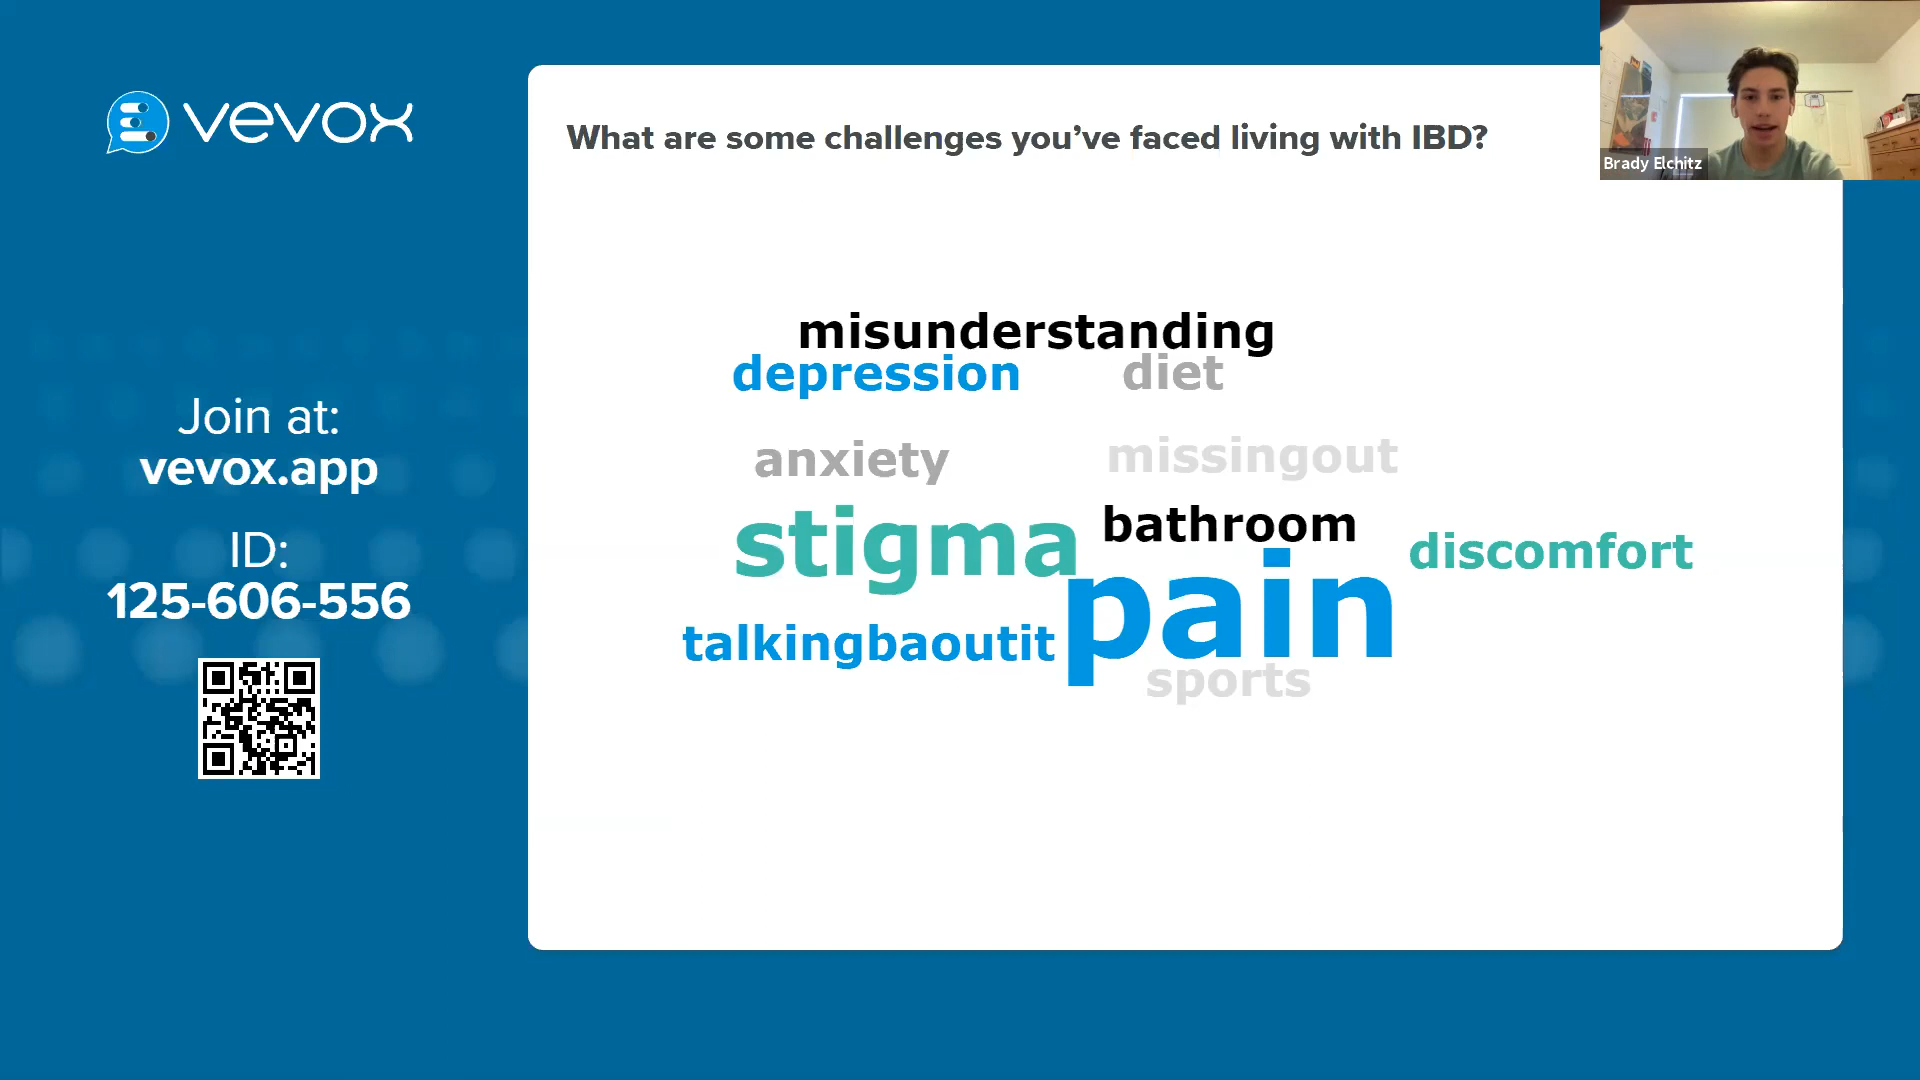 vevox
Join at:
vevox.app
ID:
125-606-556
What are some challenges you’ve faced living with IBD?
misunderstanding
depression diet
anxiety missingout
stigma bathroom
discomfort
pain
talkingbaoutit
sports
Brady Elchitz